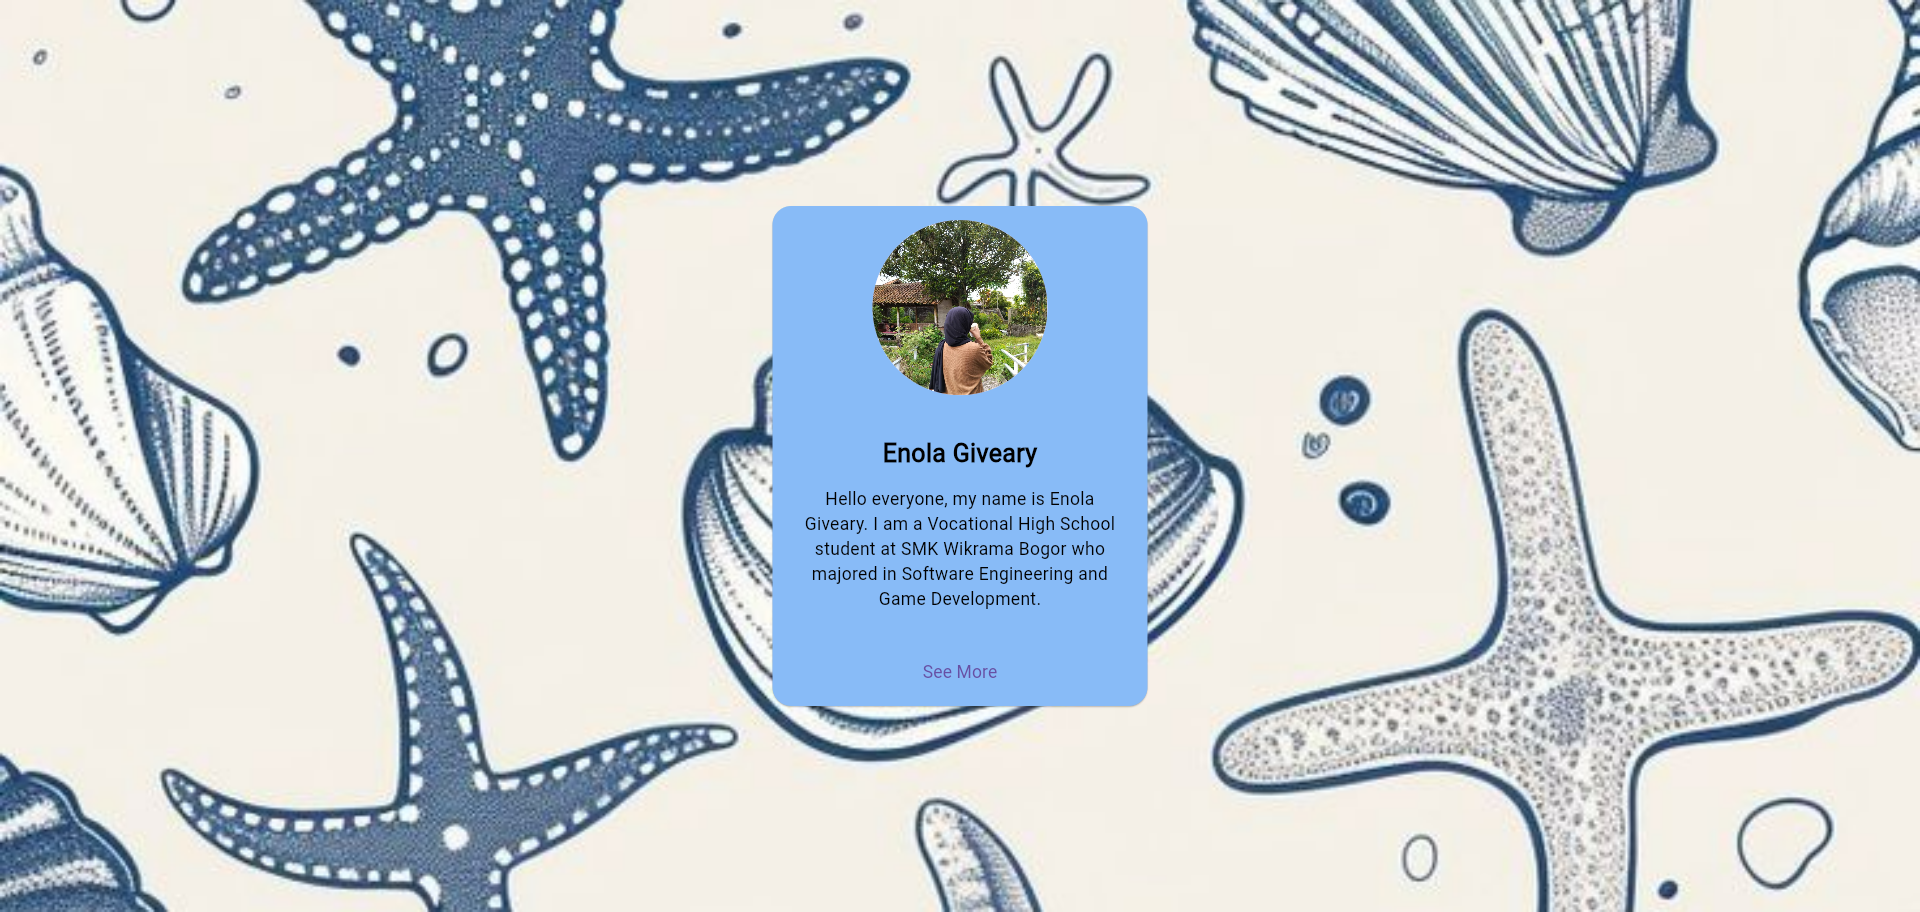 Enola Giveary
Hello everyone, my name is Enola
Giveary. I am a Vocational High School
student at SMK Wikrama Bogor who
majored in Software Engineering and
Game Development.
See More